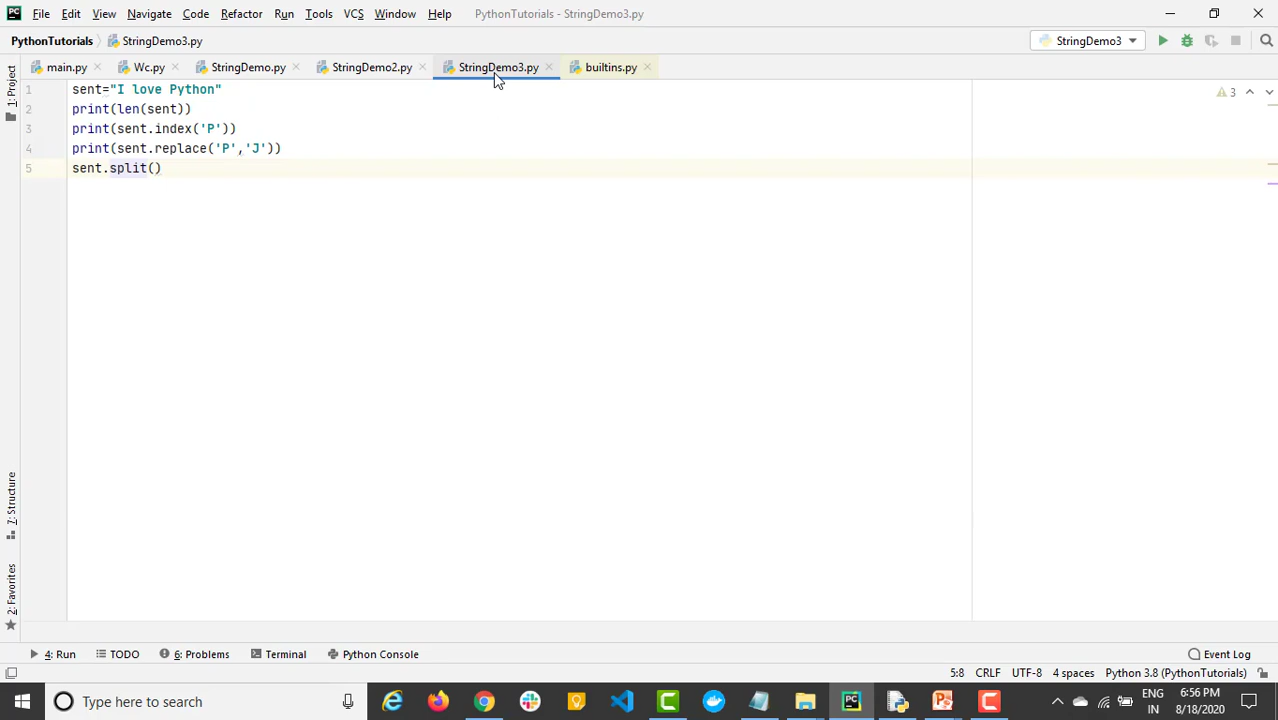 PC File Edit View Navigate Code Refactor Run Tools VCS Window Help PythonTutorials - StringDemo3.py
PythonTutorials StringDemo3.py StringDemo3
main.py Wc.py StringDemo.py StringDemo2.py StringDemo3.py builtins.py
1: Project
1 sent="I love Python"
3
2 print(len(sent))
3 print(sent.index('P'))
4 print(sent.replace('P','J'))
5 sent.split()
7: Structure
2: Favorites
4: Run TODO 6: Problems Terminal Python Console Event Log
5:8 CRLF UTF-8 4 spaces Python 3.8 (PythonTutorials)
Type here to search PC ENG 6:56 PM
IN 8/18/2020